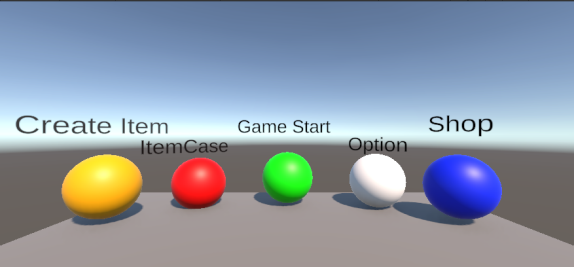 Create Item
ItemCase
Game Start
Option
Shop